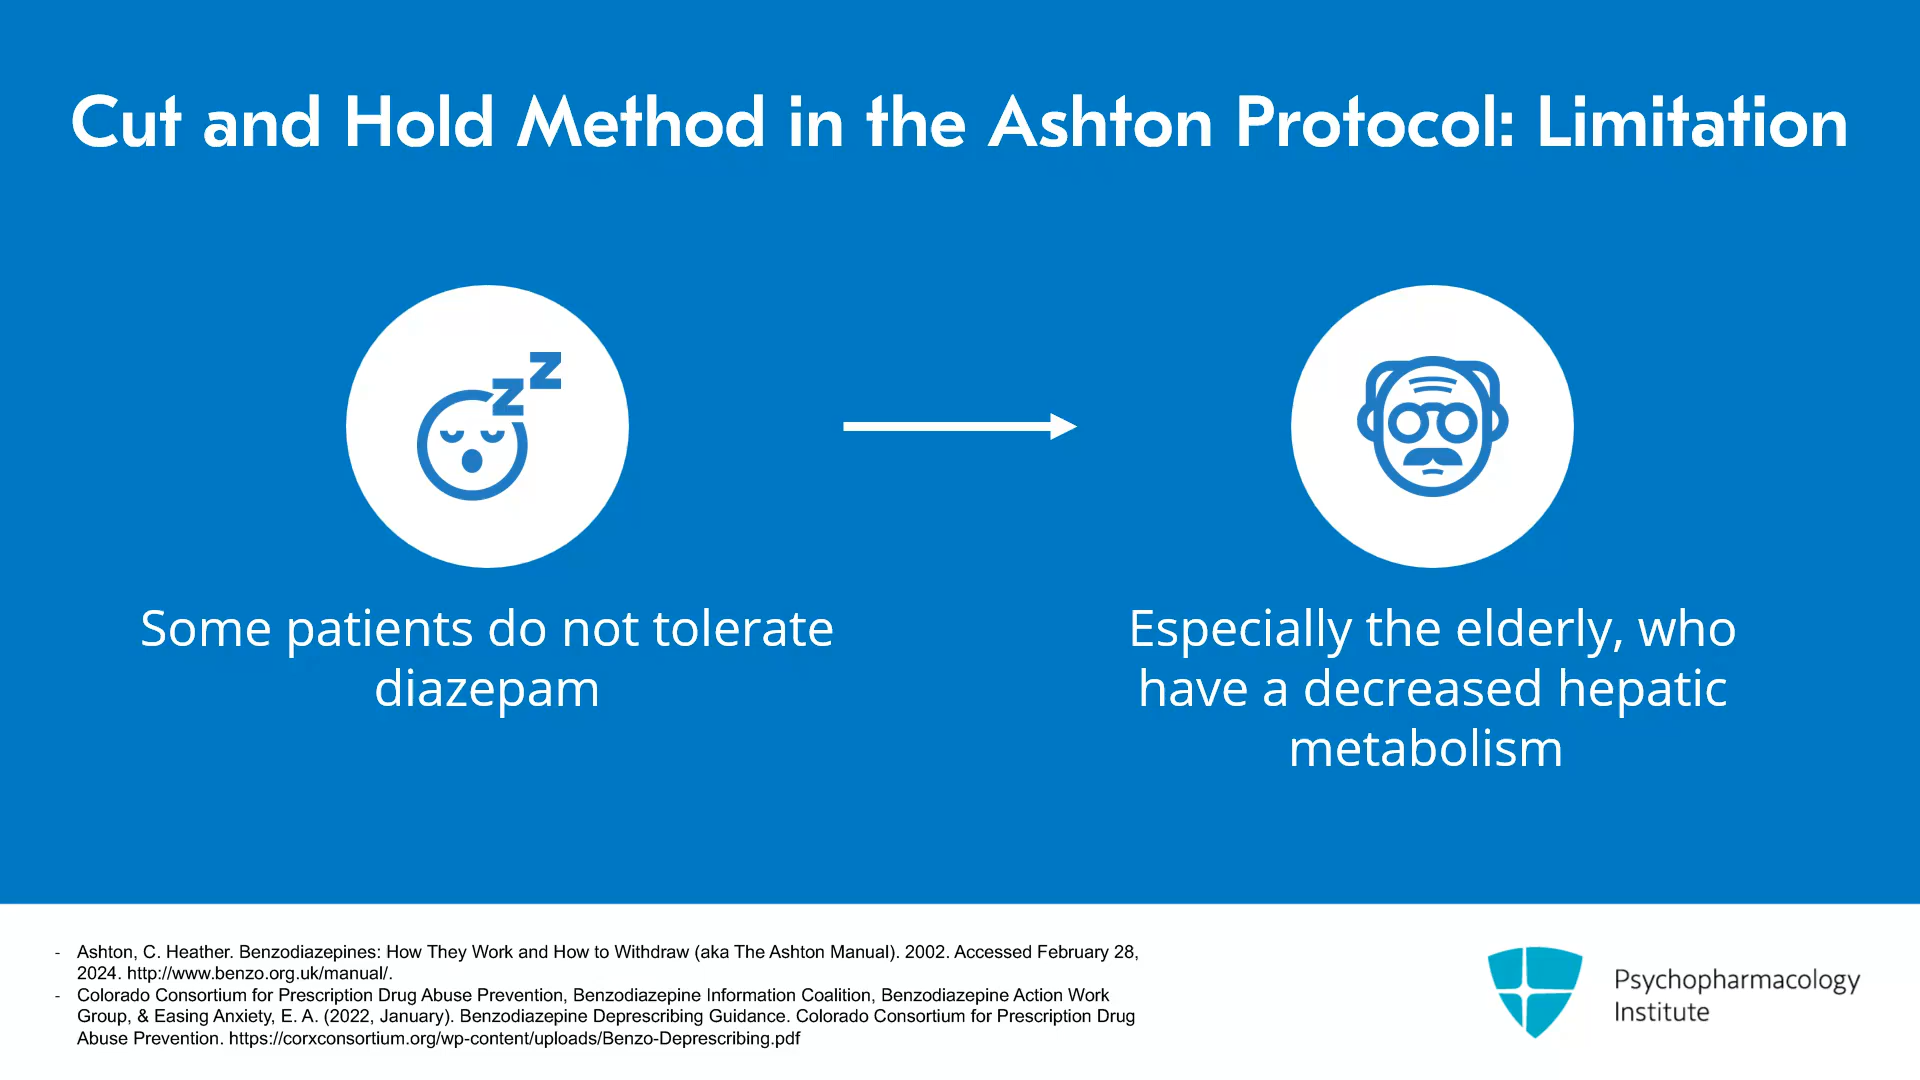 Cut and Hold Method in the Ashton Protocol: Limitation
z z
Some patients do not tolerate
diazepam
Especially the elderly, who
have a decreased hepatic
metabolism
- Ashton, C. Heather. Benzodiazepines: How They Work and How to Withdraw (aka The Ashton Manual). 2002. Accessed February 28,
2024. http://www.benzo.org.uk/manual/.
- Colorado Consortium for Prescription Drug Abuse Prevention, Benzodiazepine Information Coalition, Benzodiazepine Action Work
Group, & Easing Anxiety, E. A. (2022, January). Benzodiazepine Deprescribing Guidance. Colorado Consortium for Prescription Drug
Abuse Prevention. https://corxconsortium.org/wp-content/uploads/Benzo-Deprescribing.pdf
Psychopharmacology
Institute